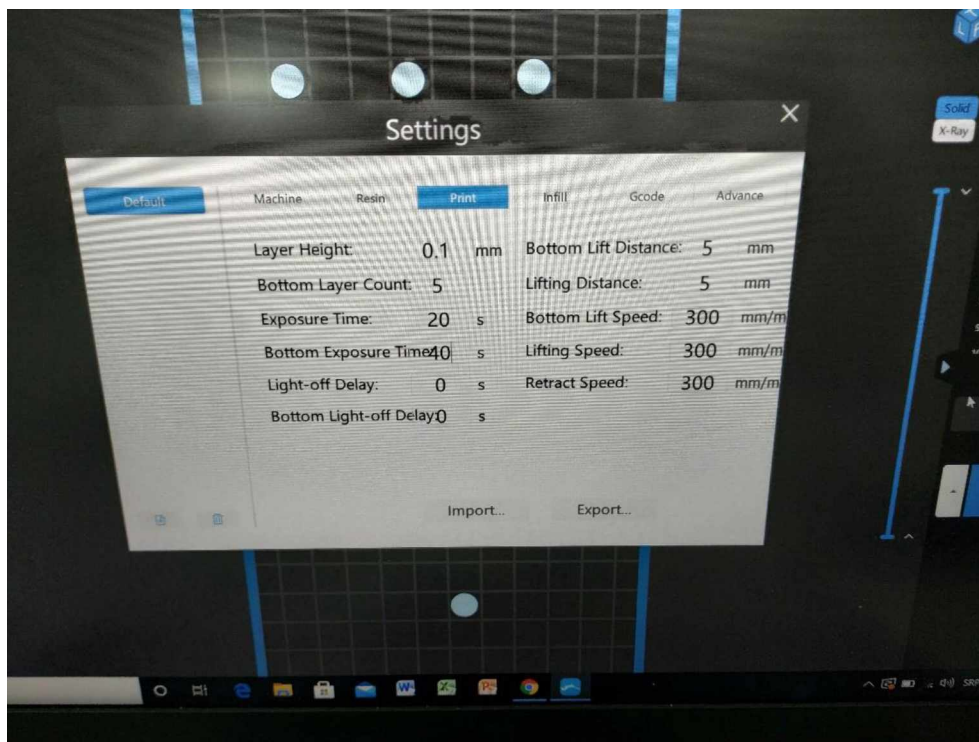 Settings
Solid
X-Ray
Default
Machine Resin Print Infill Gcode Advance
Layer Height: 0.1 mm Bottom Lift Distance: 5 mm
Bottom Layer Count: 5 Lifting Distance: 5 mm
Exposure Time: 20 s Bottom Lift Speed: 300 mm/m
Bottom Exposure Time: 40 s Lifting Speed: 300 mm/m
Light-off Delay: 0 s Retract Speed: 300 mm/m
Bottom Light-off Delay: 0 s
Import... Export...
SRP